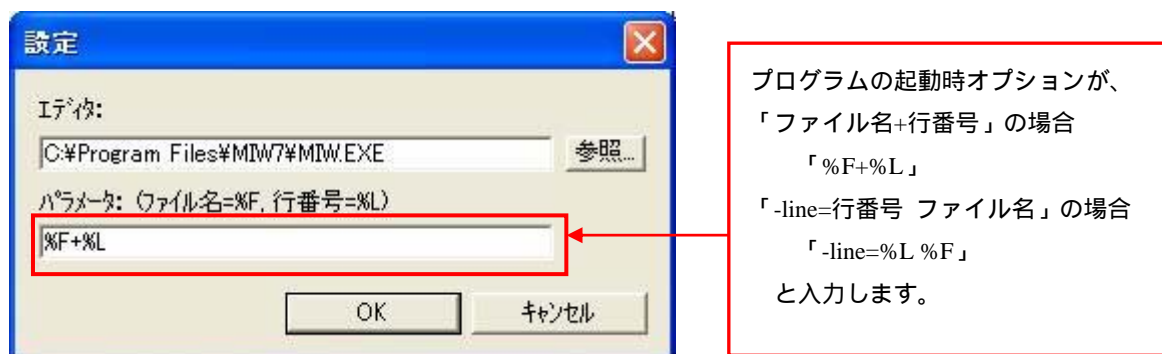 設定
エディタ:
C:¥Program Files¥MIW7¥MIW.EXE
参照...
パラメータ: (ファイル名=%F, 行番号=%L)
%F+%L
OK
キャンセル
プログラムの起動時オプションが、
「ファイル名+行番号」の場合
「%F+%L」
「-line=行番号 ファイル名」の場合
「-line=%L %F」
と入力します。